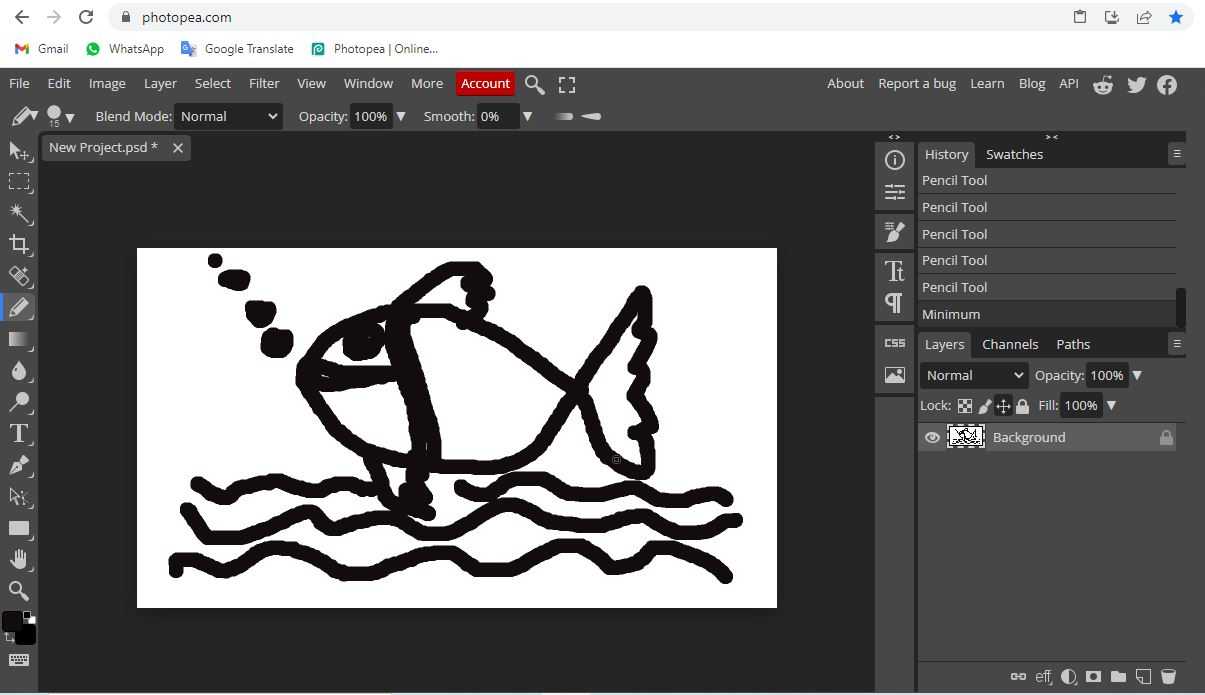 photopea.com
Gmail WhatsApp Google Translate Photopea | Online...
File Edit Image Layer Select Filter View Window More Account About Report a bug Learn Blog API
15 Blend Mode: Normal Opacity: 100% Smooth: 0%
New Project.psd *
< >
> <
History Swatches
Pencil Tool
Pencil Tool
Pencil Tool
Pencil Tool
Pencil Tool
Minimum
CSS
Layers Channels Paths
Normal Opacity: 100%
Lock: Fill: 100%
Background
eff